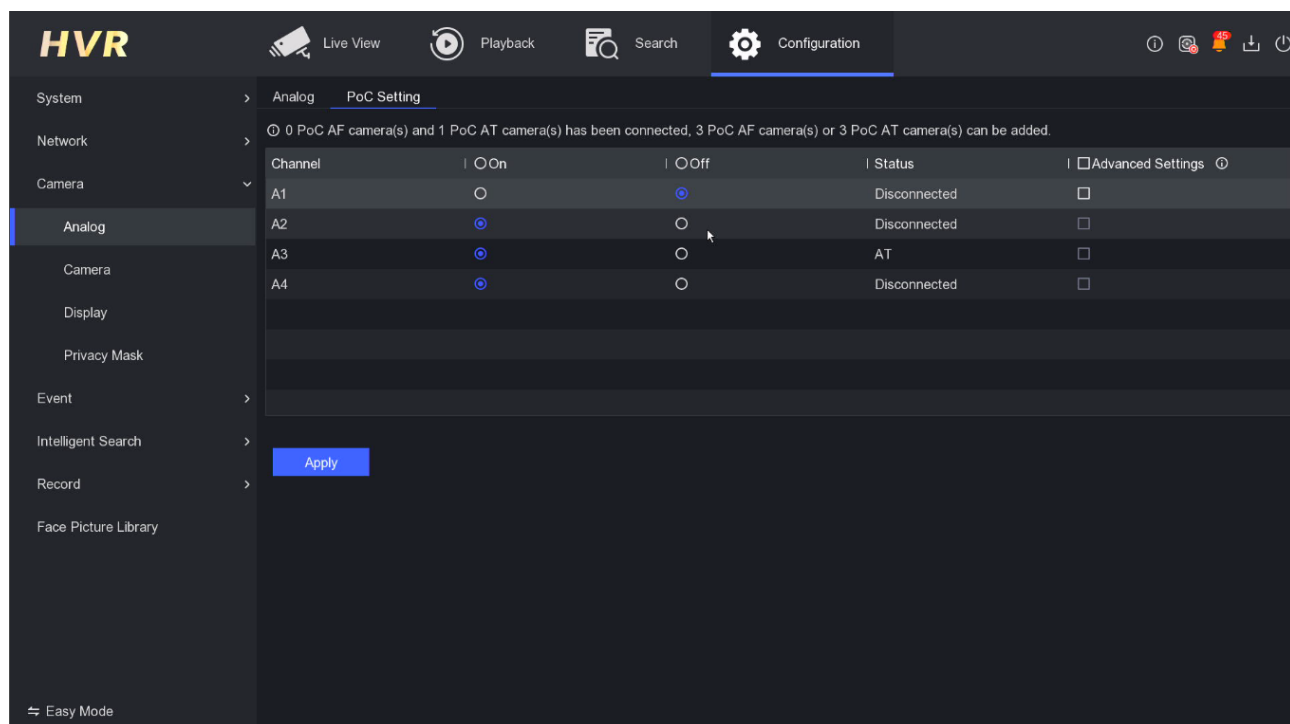 HVR Live View Playback Search Configuration 45
System
Network
Camera
Analog
Camera
Display
Privacy Mask
Event
Intelligent Search
Record
Face Picture Library
Easy Mode
Analog PoC Setting
0 PoC AF camera(s) and 1 PoC AT camera(s) has been connected, 3 PoC AF camera(s) or 3 PoC AT camera(s) can be added.
Channel On Off Status Advanced Settings
A1 Disconnected
A2 Disconnected
A3 AT
A4 Disconnected
Apply